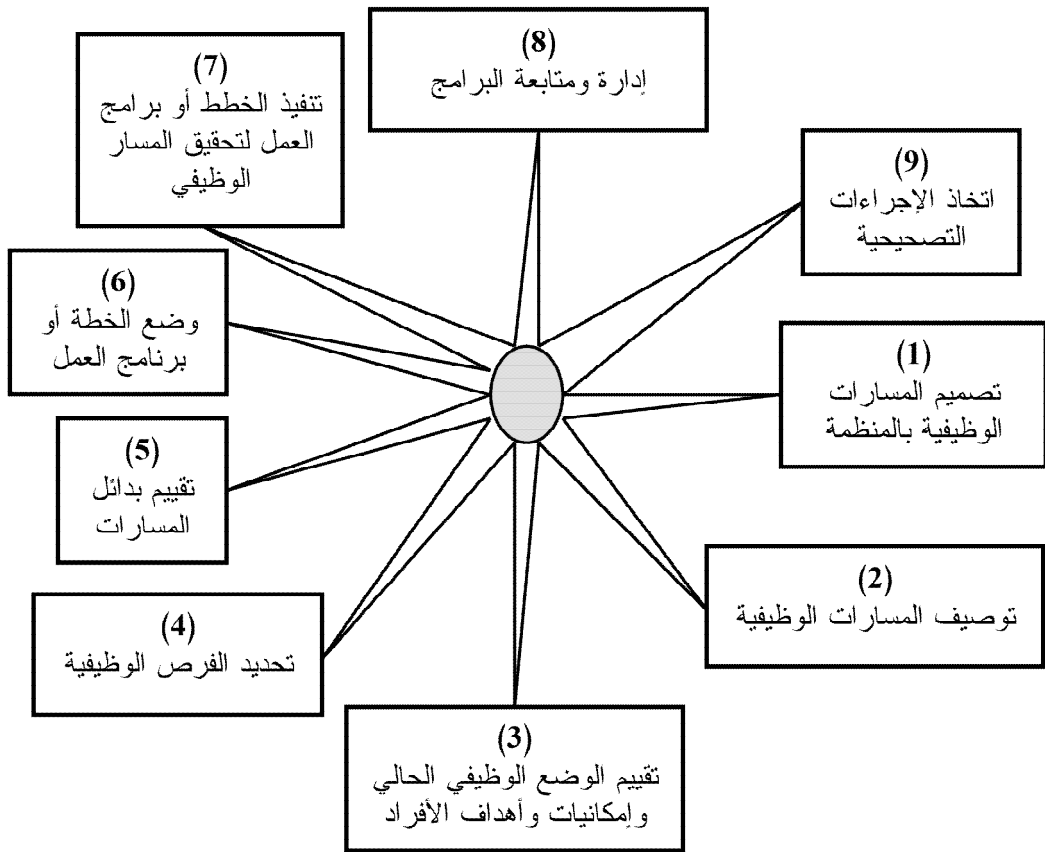 (1)
تصميم المسارات
الوظيفية بالمنظمة
(2)
توصيف المسارات الوظيفية
(3)
تقييم الوضع الوظيفي الحالي
وإمكانيات وأهداف الأفراد
(4)
تحديد الفرص الوظيفية
(5)
تقييم بدائل
المسارات
(6)
وضع الخطة أو
برنامج العمل
(7)
تنفيذ الخطط أو برامج
العمل لتحقيق المسار
الوظيفي
(8)
إدارة ومتابعة البرامج
(9)
اتخاذ الإجراءات
التصحيحية